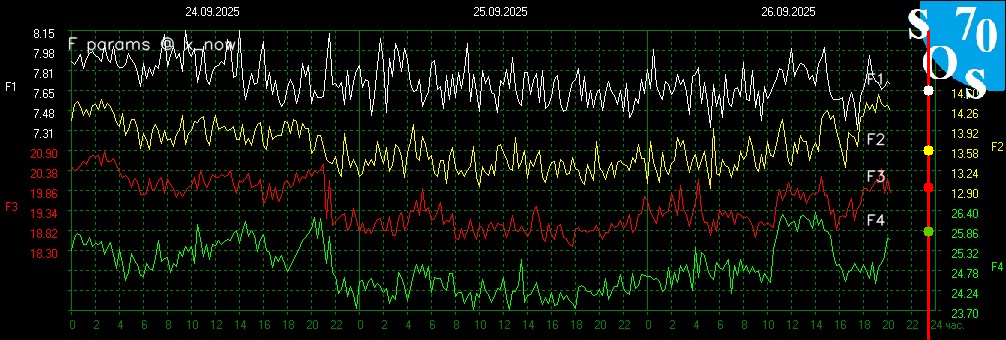 24.09.2025 25.09.2025 26.09.2025
SOS 70
F params @ x_now
F1
8.15
7.98
7.81
7.65
7.48
7.31
F3
20.90
20.38
19.86
19.34
18.82
18.30
F1
F2
F3
F4
14.60
14.26
13.92
13.58
13.24
12.90
F2
26.40
25.86
25.32
24.78
24.24
23.70
F4
0 2 4 6 8 10 12 14 16 18 20 22 0 2 4 6 8 10 12 14 16 18 20 22 0 2 4 6 8 10 12 14 16 18 20 22 24 час.